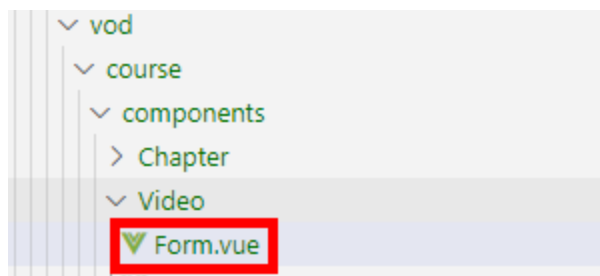 vod
course
components
Chapter
Video
Form.vue